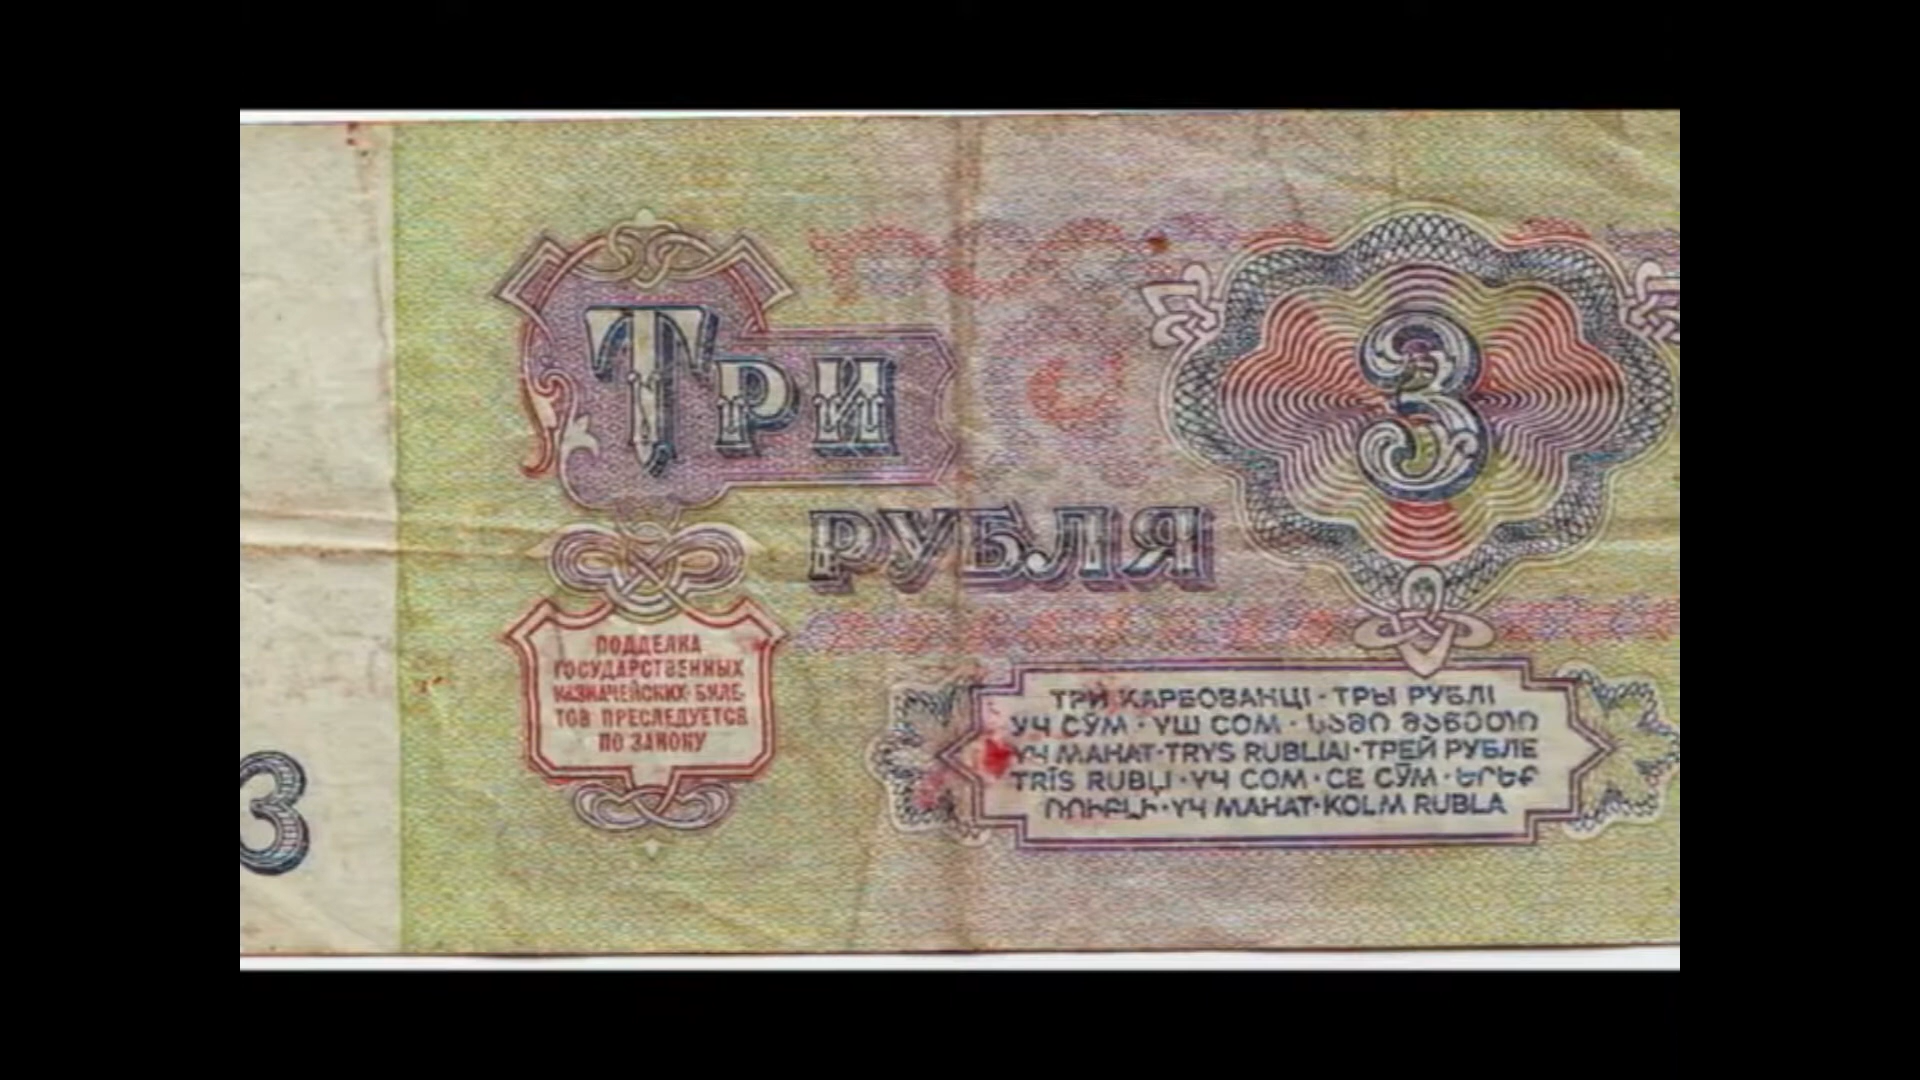 Три
3
РУБЛЯ
ПОДДЕЛКА
ГОСУДАРСТВЕННЫХ
КАЗНАЧЕЙСКИХ БИЛЕ-
ТОВ ПРЕСЛЕДУЕТСЯ
ПО ЗАКОНУ
ТРИ КАРБОВАНЦІ · ТРЫ РУБЛІ
УЧ СЎМ · ҮШ СОМ · ᲡᲐᲛᲘ ᲛᲐᲜᲔᲗᲘ
УЧ МАНАТ · TRYS RUBLIAI · ТРЕЙ РУБЛЕ
TRĪS RUBĻI · ҮЧ СОМ · СЕ СӮМ · ԵՐԵՔ
ՌՈՒԲԼԻ · ҮЧ МАНАТ · KOLM RUBLA
3